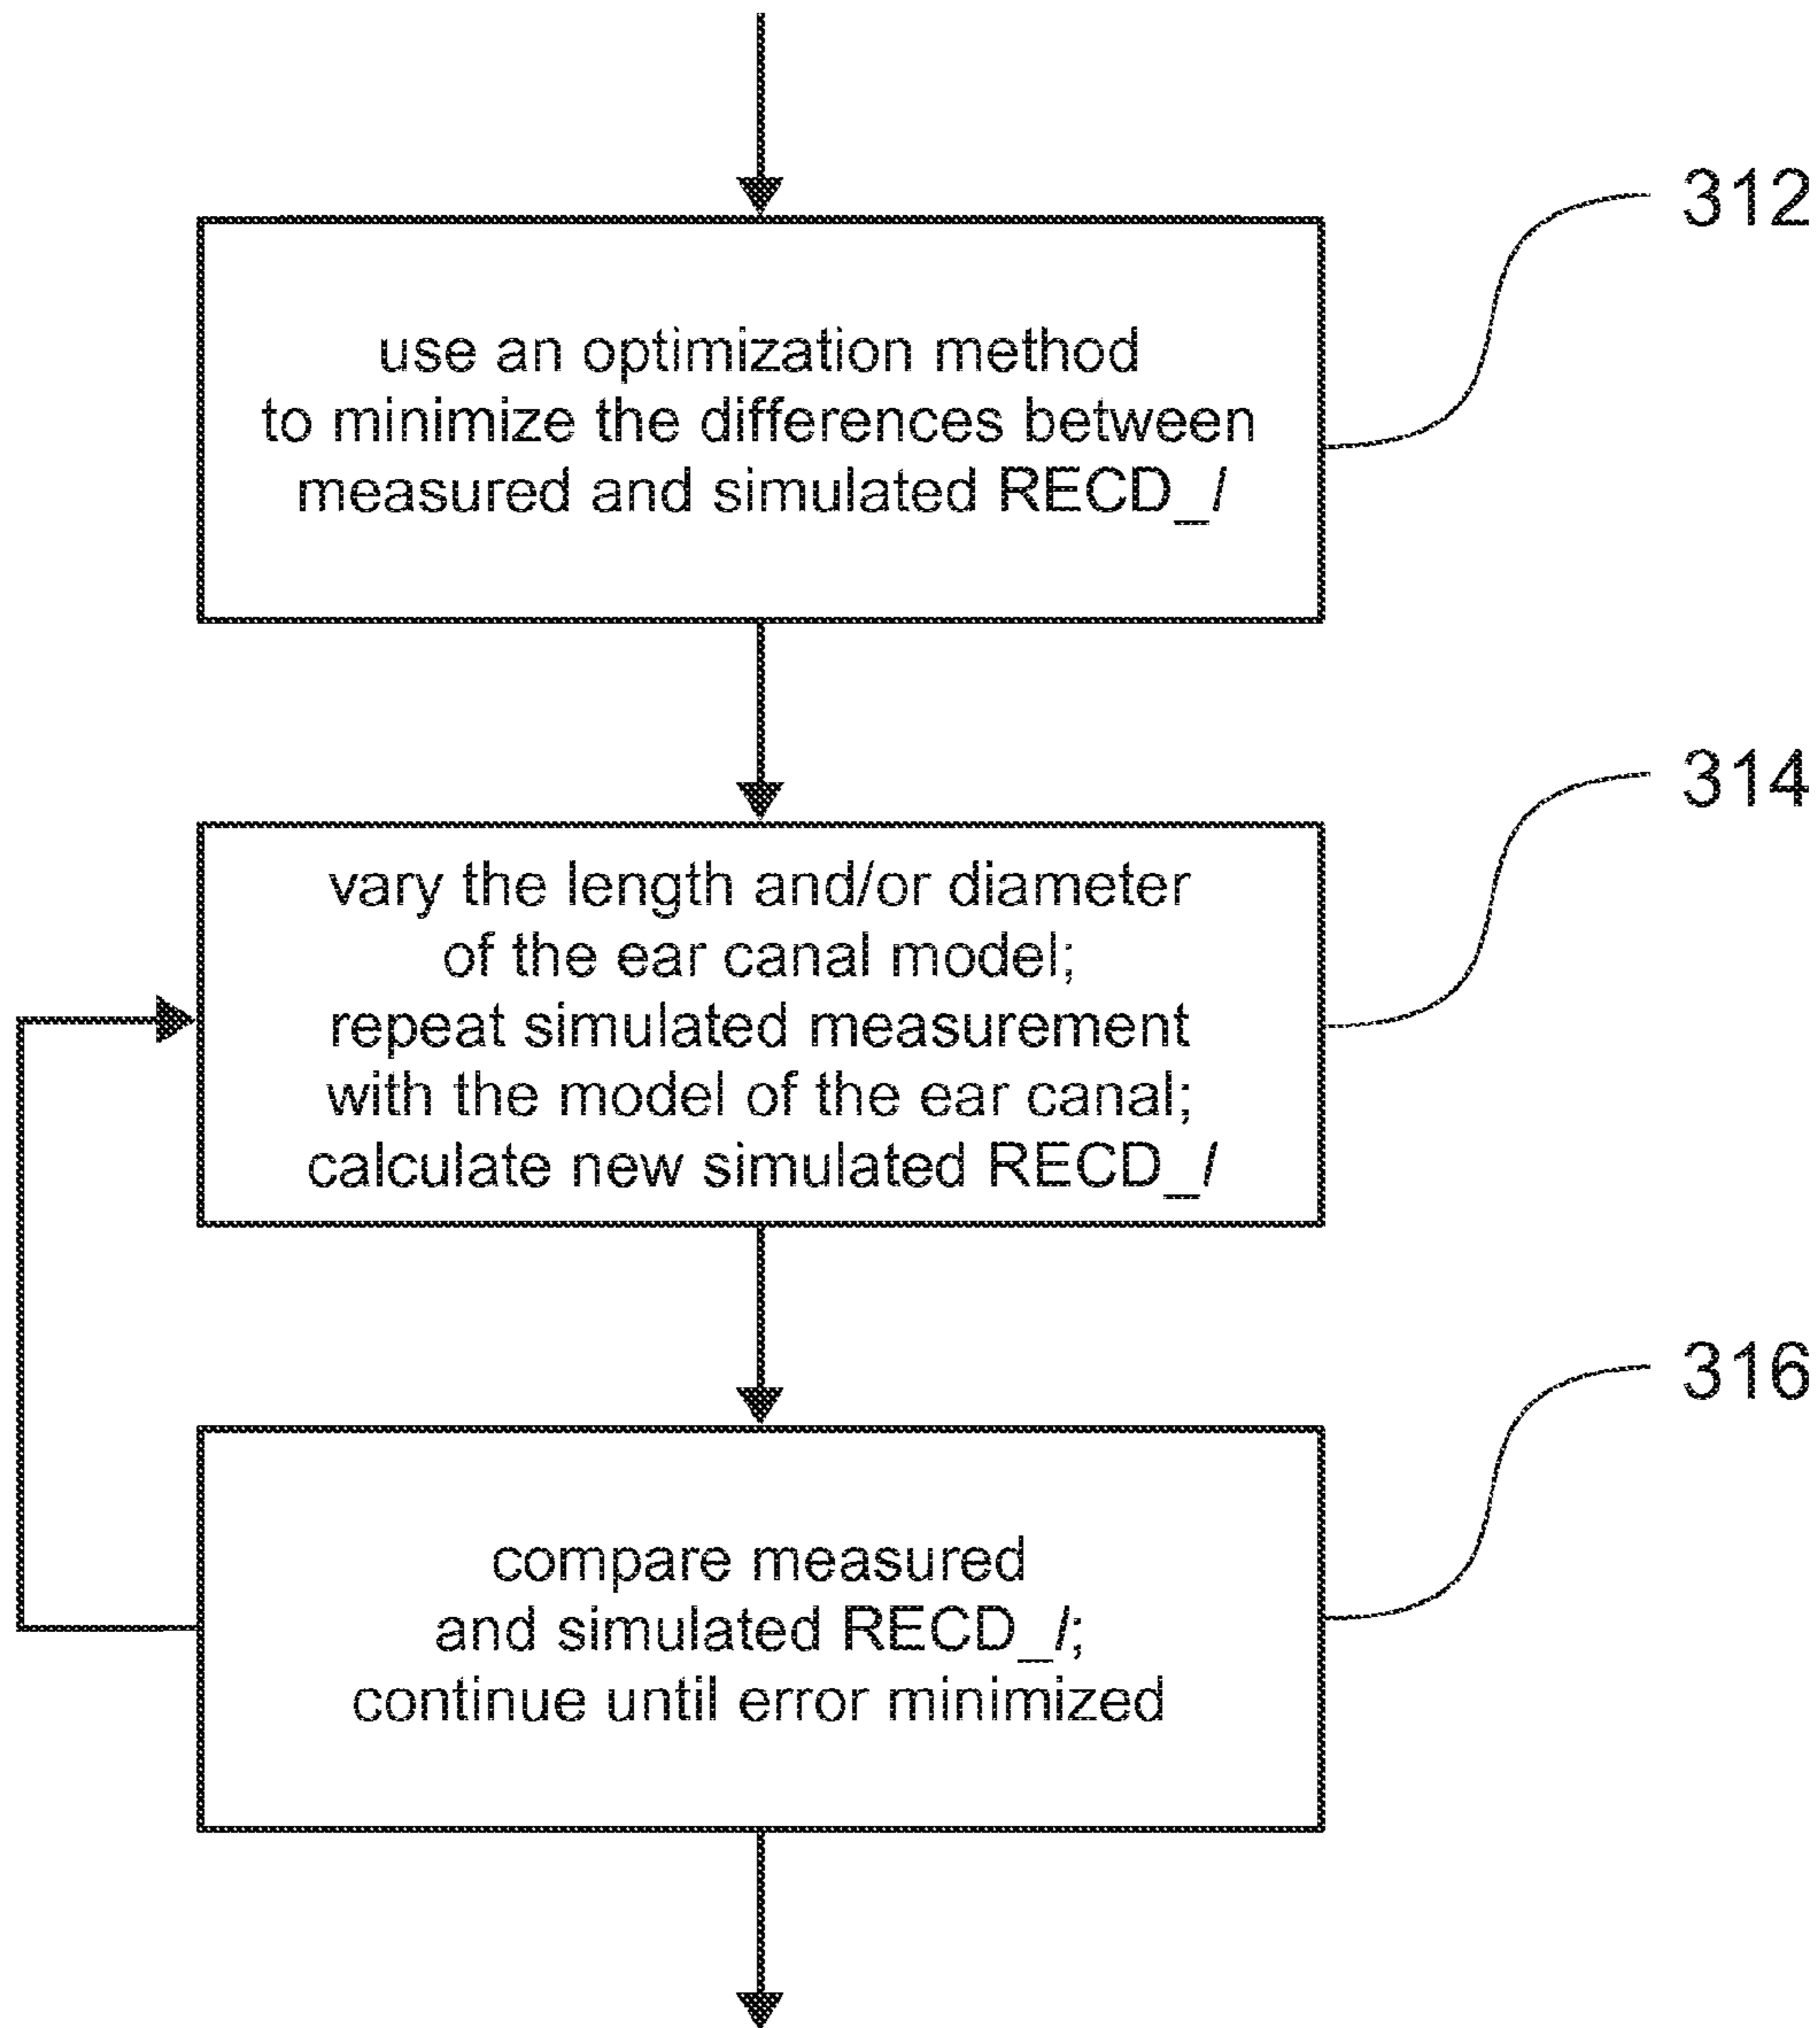 312
use an optimization method
to minimize the differences between
measured and simulated RECD_l
314
vary the length and/or diameter
of the ear canal model;
repeat simulated measurement
with the model of the ear canal;
calculate new simulated RECD_l
316
compare measured
and simulated RECD_l;
continue until error minimized